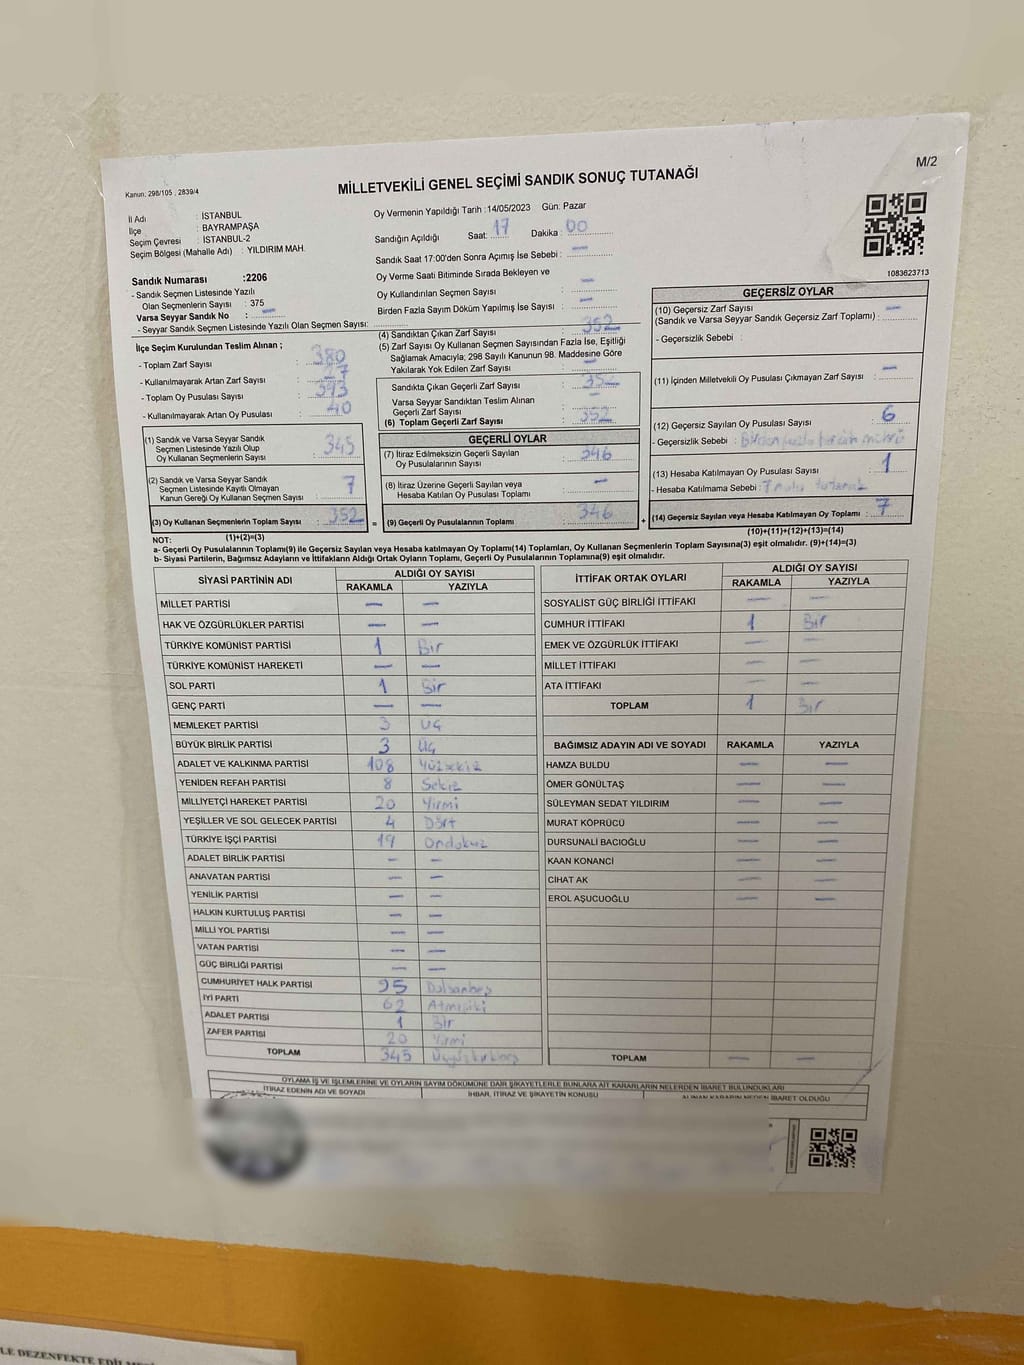 M/2
Kanun: 298/105 , 2839/4
MİLLETVEKİLİ GENEL SEÇİMİ SANDIK SONUÇ TUTANAĞI
İl Adı : İSTANBUL
İlçe : BAYRAMPAŞA
Seçim Çevresi : İSTANBUL-2
Seçim Bölgesi (Mahalle Adı) : YILDIRIM MAH.
Sandık Numarası :2206
- Sandık Seçmen Listesinde Yazılı
Olan Seçmenlerin Sayısı : 375
Varsa Seyyar Sandık No : —
- Seyyar Sandık Seçmen Listesinde Yazılı Olan Seçmen Sayısı:
Oy Vermenin Yapıldığı Tarih :14/05/2023 Gün: Pazar
Sandığın Açıldığı Saat: 17 Dakika : 00
Sandık Saat 17:00'den Sonra Açımış İse Sebebi : —
Oy Verme Saati Bitiminde Sırada Bekleyen ve
Oy Kullandırılan Seçmen Sayısı : —
Birden Fazla Sayım Döküm Yapılmış İse Sayısı : —
1083623713
İlçe Seçim Kurulundan Teslim Alınan ;
- Toplam Zarf Sayısı : 380
- Kullanılmayarak Artan Zarf Sayısı : 27
- Toplam Oy Pusulası Sayısı : 393
- Kullanılmayarak Artan Oy Pusulası : 40
(1) Sandık ve Varsa Seyyar Sandık
Seçmen Listesinde Yazılı Olup
Oy Kullanan Seçmenlerin Sayısı : 345
(2) Sandık ve Varsa Seyyar Sandık
Seçmen Listesinde Kayıtlı Olmayan
Kanun Gereği Oy Kullanan Seçmen Sayısı : 7
(3) Oy Kullanan Seçmenlerin Toplam Sayısı : 352 =
(1)+(2)=(3)
(4) Sandıktan Çıkan Zarf Sayısı : 352
(5) Zarf Sayısı Oy Kullanan Seçmen Sayısından Fazla İse, Eşitliği
Sağlamak Amacıyla; 298 Sayılı Kanunun 98. Maddesine Göre
Yakılarak Yok Edilen Zarf Sayısı : —
Sandıkta Çıkan Geçerli Zarf Sayısı : 352
Varsa Seyyar Sandıktan Teslim Alınan
Geçerli Zarf Sayısı : —
(6) Toplam Geçerli Zarf Sayısı : 352
GEÇERLİ OYLAR
(7) İtiraz Edilmeksizin Geçerli Sayılan
Oy Pusulalarının Sayısı : 346
(8) İtiraz Üzerine Geçerli Sayılan veya
Hesaba Katılan Oy Pusulası Toplamı : —
(9) Geçerli Oy Pusulalarının Toplamı : 346 +
GEÇERSİZ OYLAR
(10) Geçersiz Zarf Sayısı
(Sandık ve Varsa Seyyar Sandık Geçersiz Zarf Toplamı) : —
- Geçersizlik Sebebi :
(11) İçinden Milletvekili Oy Pusulası Çıkmayan Zarf Sayısı : —
(12) Geçersiz Sayılan Oy Pusulası Sayısı : 6
- Geçersizlik Sebebi : Birden fazla
(13) Hesaba Katılmayan Oy Pusulası Sayısı : 1
- Hesaba Katılmama Sebebi : 7 nolu tutanak
(14) Geçersiz Sayılan veya Hesaba Katılmayan Oy Toplamı : 7
(10)+(11)+(12)+(13)=(14)
NOT:
a- Geçerli Oy Pusulalarının Toplamı(9) ile Geçersiz Sayılan veya Hesaba katılmayan Oy Toplamı(14) Toplamları, Oy Kullanan Seçmenlerin Toplam Sayısına(3) eşit olmalıdır. (9)+(14)=(3)
b- Siyasi Partilerin, Bağımsız Adayların ve İttifakların Aldığı Ortak Oyların Toplamı, Geçerli Oy Pusulalarının Toplamına(9) eşit olmalıdır.
SİYASİ PARTİNİN ADI ALDIĞI OY SAYISI
RAKAMLA YAZIYLA
MİLLET PARTİSİ — —
HAK VE ÖZGÜRLÜKLER PARTİSİ — —
TÜRKİYE KOMÜNİST PARTİSİ 1 Bir
TÜRKİYE KOMÜNİST HAREKETİ — —
SOL PARTİ 1 Bir
GENÇ PARTİ — —
MEMLEKET PARTİSİ 3 Üç
BÜYÜK BİRLİK PARTİSİ 3 Üç
ADALET VE KALKINMA PARTİSİ 108 Yüzsekiz
YENİDEN REFAH PARTİSİ 8 Sekiz
MİLLİYETÇİ HAREKET PARTİSİ 20 Yirmi
YEŞİLLER VE SOL GELECEK PARTİSİ 4 Dört
TÜRKİYE İŞÇİ PARTİSİ 19 Ondokuz
ADALET BİRLİK PARTİSİ — —
ANAVATAN PARTİSİ — —
YENİLİK PARTİSİ — —
HALKIN KURTULUŞ PARTİSİ — —
MİLLİ YOL PARTİSİ — —
VATAN PARTİSİ — —
GÜÇ BİRLİĞİ PARTİSİ — —
CUMHURİYET HALK PARTİSİ 95 Doksanbeş
İYİ PARTİ 62 Atmışiki
ADALET PARTİSİ 1 Bir
ZAFER PARTİSİ 20 Yirmi
TOPLAM 345 Üçyüzkırkbeş
İTTİFAK ORTAK OYLARI ALDIĞI OY SAYISI
RAKAMLA YAZIYLA
SOSYALİST GÜÇ BİRLİĞİ İTTİFAKI — —
CUMHUR İTTİFAKI 1 Bir
EMEK VE ÖZGÜRLÜK İTTİFAKI — —
MİLLET İTTİFAKI — —
ATA İTTİFAKI — —
TOPLAM 1 Bir
BAĞIMSIZ ADAYIN ADI VE SOYADI RAKAMLA YAZIYLA
HAMZA BULDU — —
ÖMER GÖNÜLTAŞ — —
SÜLEYMAN SEDAT YILDIRIM — —
MURAT KÖPRÜCÜ — —
DURSUNALİ BACIOĞLU — —
KAAN KONANCİ — —
CİHAT AK — —
EROL AŞUCUOĞLU — —
TOPLAM — —
OYLAMA İŞ VE İŞLEMLERİNE VE OYLARIN SAYIM DÖKÜMÜNE DAİR ŞİKAYETLERLE BUNLARA AİT KARARLARIN NELERDEN İBARET BULUNDUKLARI
İTİRAZ EDENİN ADI VE SOYADI İHBAR, İTİRAZ VE ŞİKAYETİN KONUSU ALINAN KARARIN NEDEN İBARET OLDUĞU
LE DEZENFEKTE